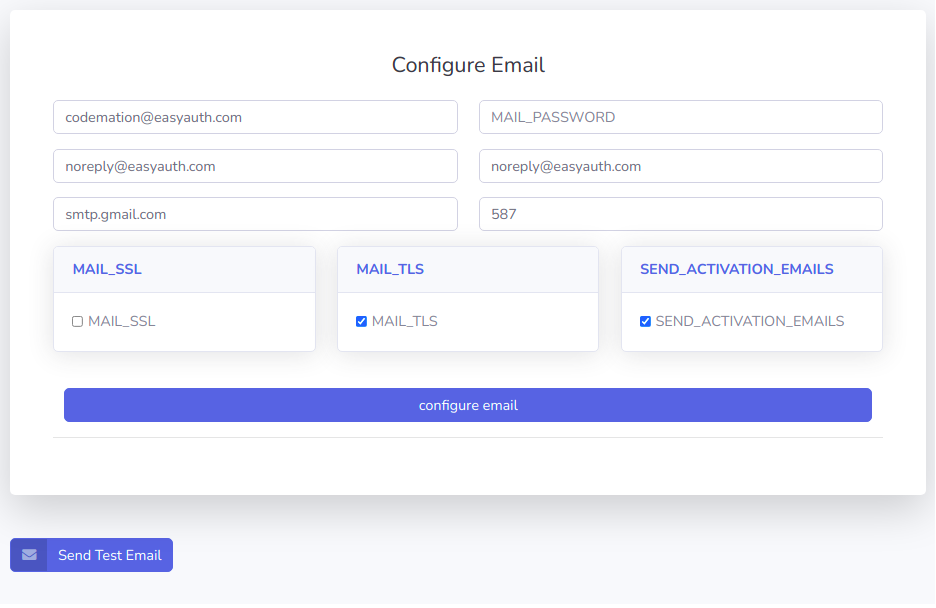 Configure Email
codemation@easyauth.com MAIL_PASSWORD
noreply@easyauth.com noreply@easyauth.com
smtp.gmail.com 587
MAIL_SSL MAIL_TLS SEND_ACTIVATION_EMAILS
MAIL_SSL MAIL_TLS SEND_ACTIVATION_EMAILS
configure email
Send Test Email